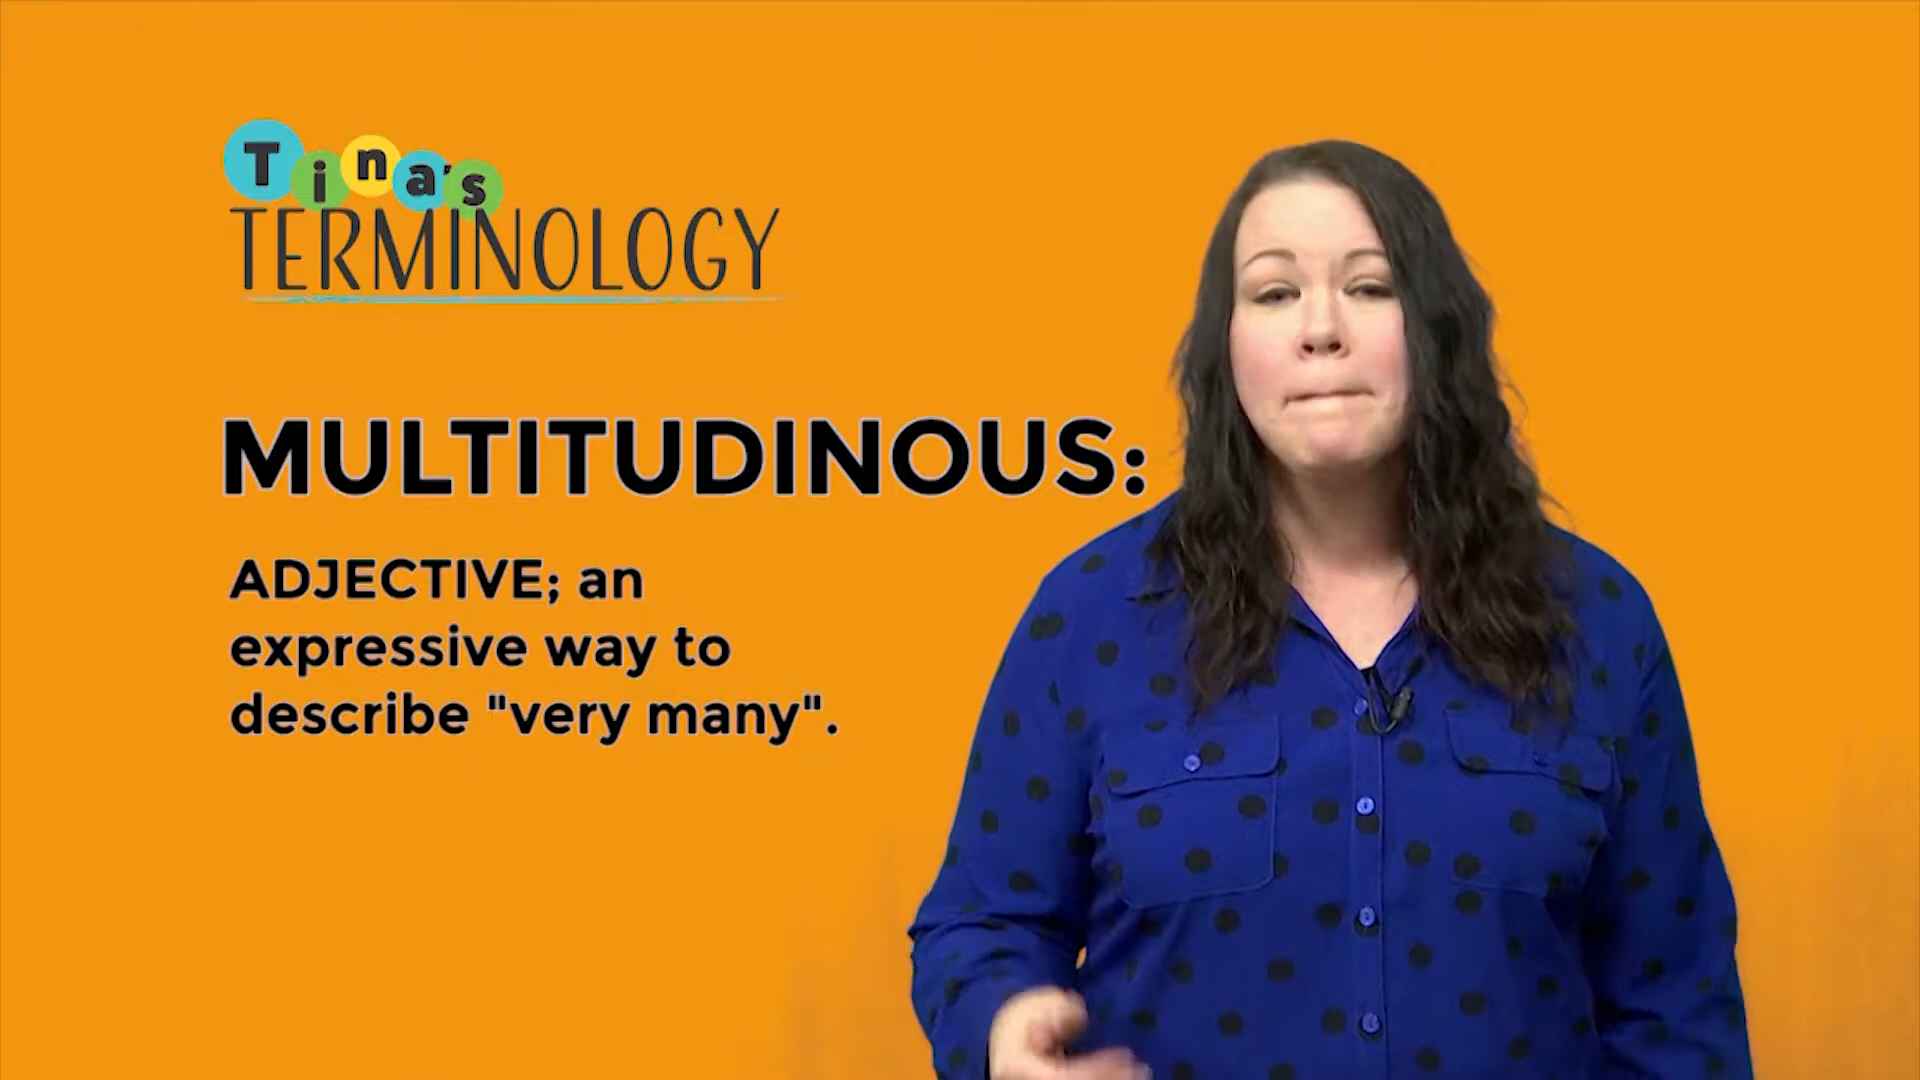 Tina's
TERMINOLOGY
MULTITUDINOUS:
ADJECTIVE; an
expressive way to
describe "very many".